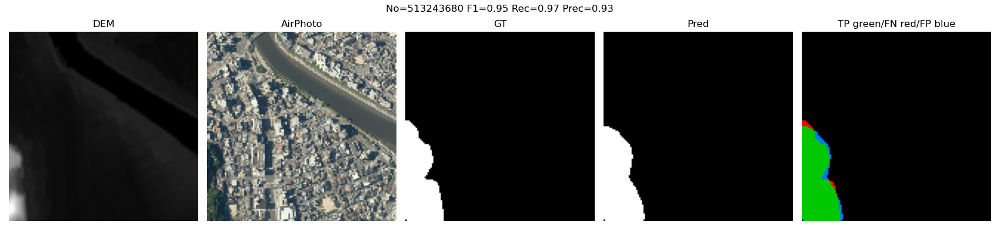 No=513243680 F1=0.95 Rec=0.97 Prec=0.93
DEM
AirPhoto
GT
Pred
TP green/FN red/FP blue